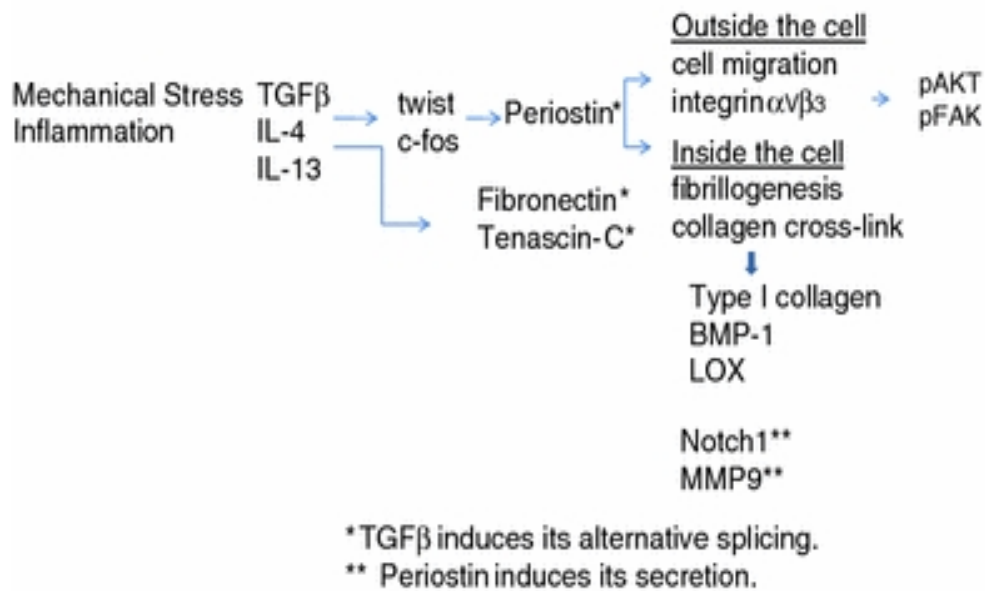 Mechanical Stress
Inflammation
TGFβ
IL-4
IL-13
twist
c-fos
Periostin*
Outside the cell
cell migration
integrin αVβ3
pAKT
pFAK
Inside the cell
fibrillogenesis
collagen cross-link
Fibronectin*
Tenascin-C*
Type I collagen
BMP-1
LOX
Notch1**
MMP9**
* TGFβ induces its alternative splicing.
** Periostin induces its secretion.